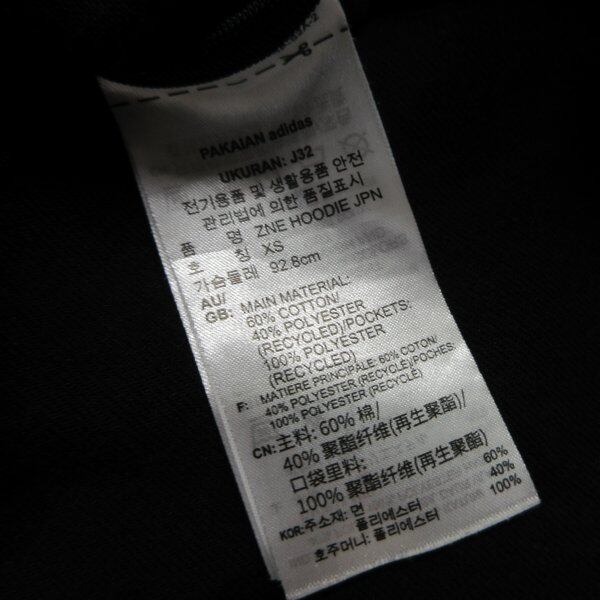 PAKAIAN adidas
UKURAN: J32
전기용품 및 생활용품 안전
관리법에 의한 품질표시
품 명 ZNE HOODIE JPN
호 칭 XS
가슴둘레 92.8cm
AU/
GB: MAIN MATERIAL:
60% COTTON/
40% POLYESTER
(RECYCLED)/POCKETS:
100% POLYESTER
(RECYCLED)
F: MATIERE PRINCIPALE: 60% COTON/
40% POLYESTER (RECYCLÉ)/POCHES:
100% POLYESTER (RECYCLÉ)
CN: 主料: 60% 棉/
40% 聚酯纤维(再生聚酯)/
口袋里料:
100% 聚酯纤维(再生聚酯)
KOR: 주소재: 면 60%
폴리에스터 40%
호주머니: 폴리에스터 100%